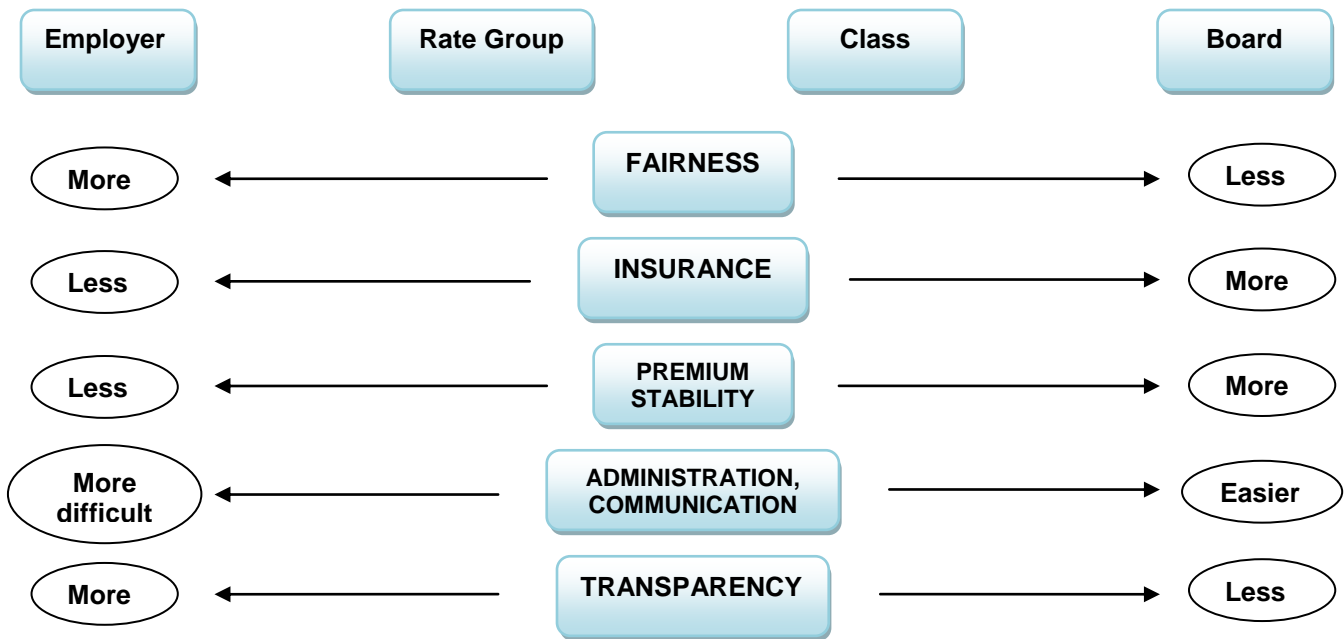 Employer Rate Group Class Board
More FAIRNESS Less
Less INSURANCE More
Less PREMIUM STABILITY More
More difficult ADMINISTRATION, COMMUNICATION Easier
More TRANSPARENCY Less